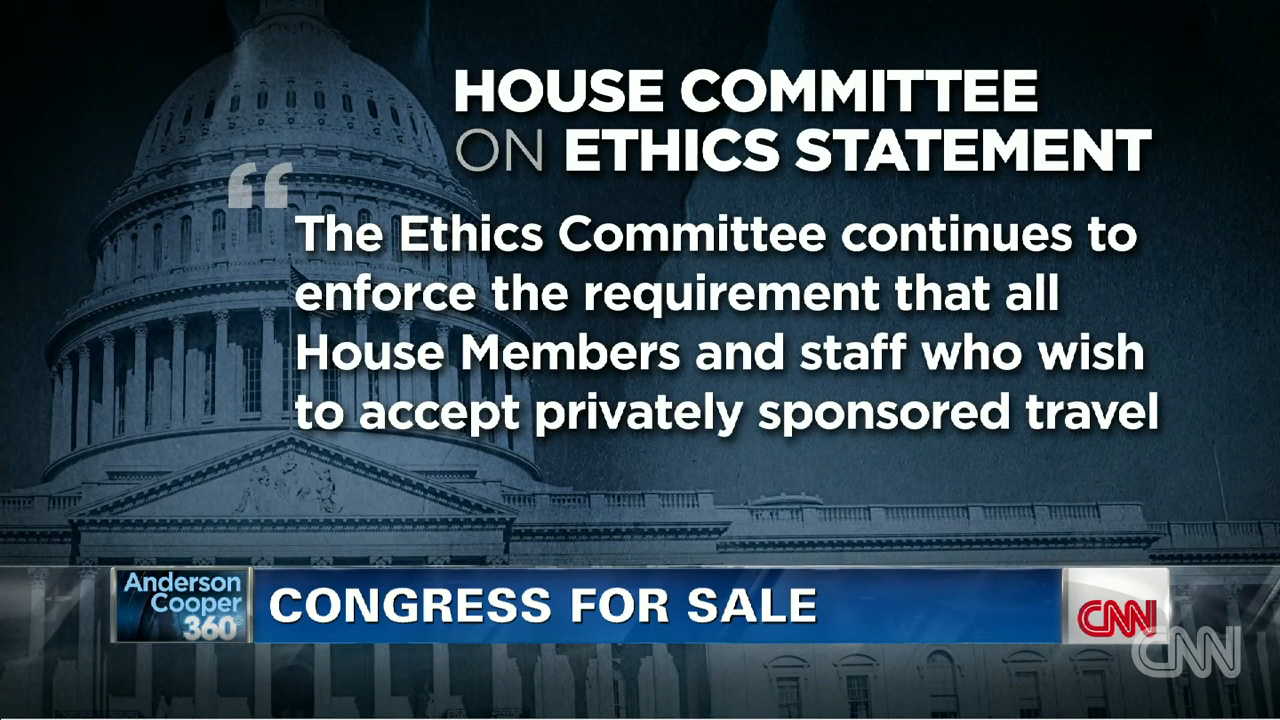 HOUSE COMMITTEE
ON ETHICS STATEMENT
“The Ethics Committee continues to
enforce the requirement that all
House Members and staff who wish
to accept privately sponsored travel
Anderson
Cooper
360°
CONGRESS FOR SALE
CNN
CNN